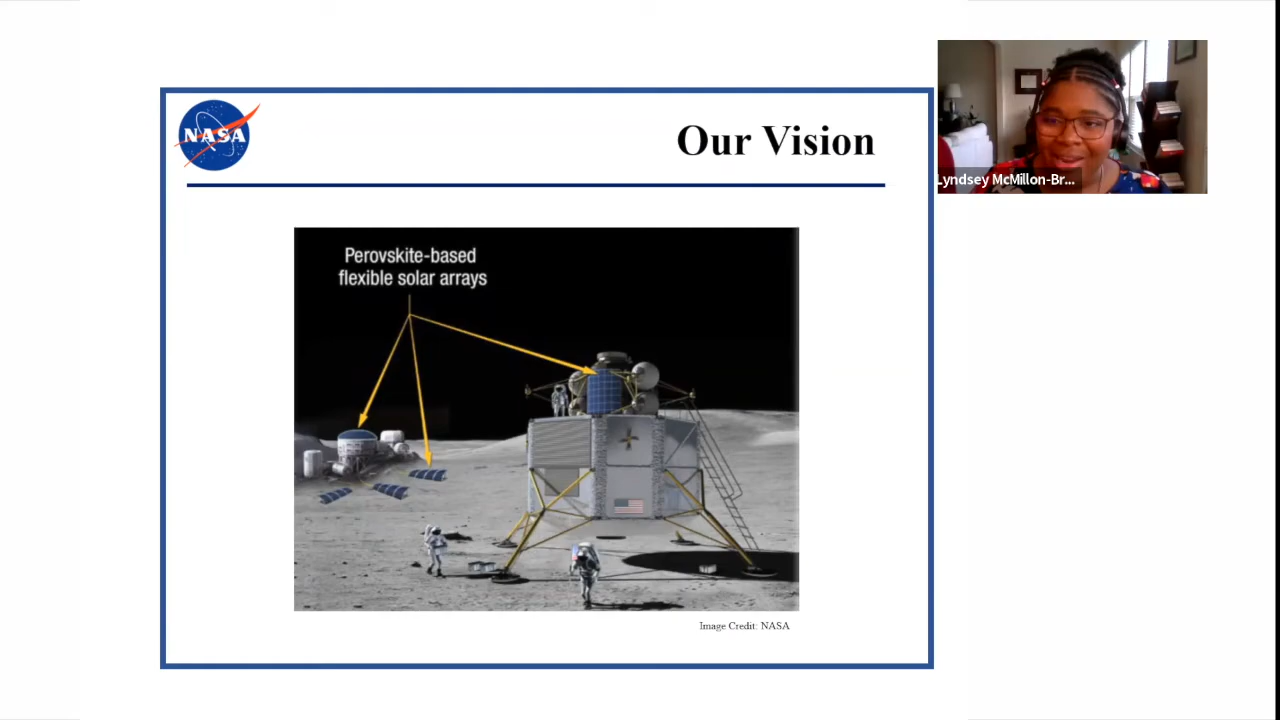 NASA
Our Vision
Perovskite-based
flexible solar arrays
Image Credit: NASA
Lyndsey McMillon-Br...